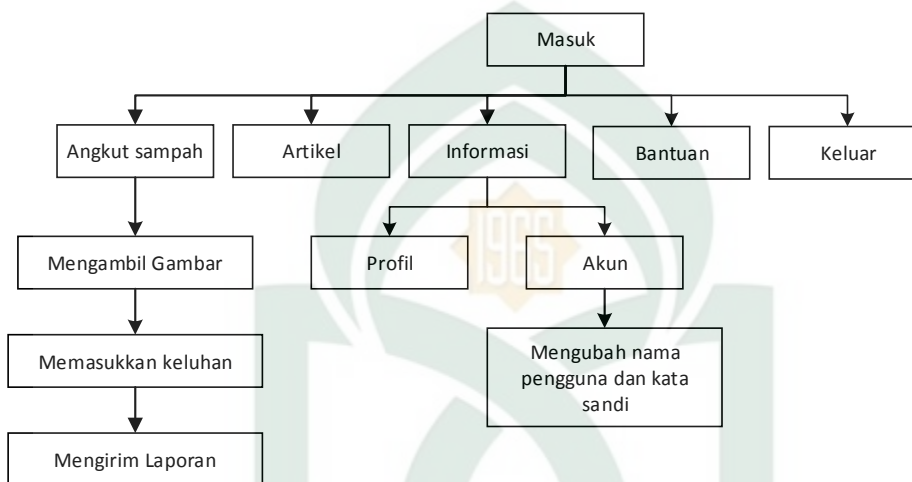 Masuk
Angkut sampah
Artikel
Informasi
Bantuan
Keluar
Mengambil Gambar
1965
Profil
Akun
Memasukkan keluhan
Mengubah nama
pengguna dan kata
sandi
Mengirim Laporan